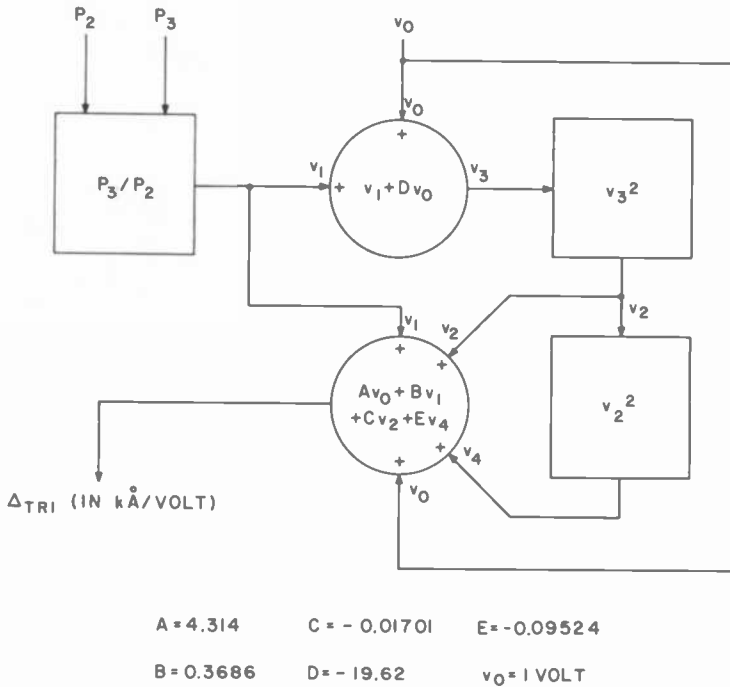 P2 P3 v0
v0
+
P3/P2
v1
+
v1+Dv0
v3
v3²
v1
v2
v2
+
+
Av0+Bv1
+Cv2+Ev4
+
+
v2²
v4
v0
ΔTRI (IN kÅ/VOLT)
A=4.314 C=-0.01701 E=-0.09524
B=0.3686 D=-19.62 v0=1 VOLT